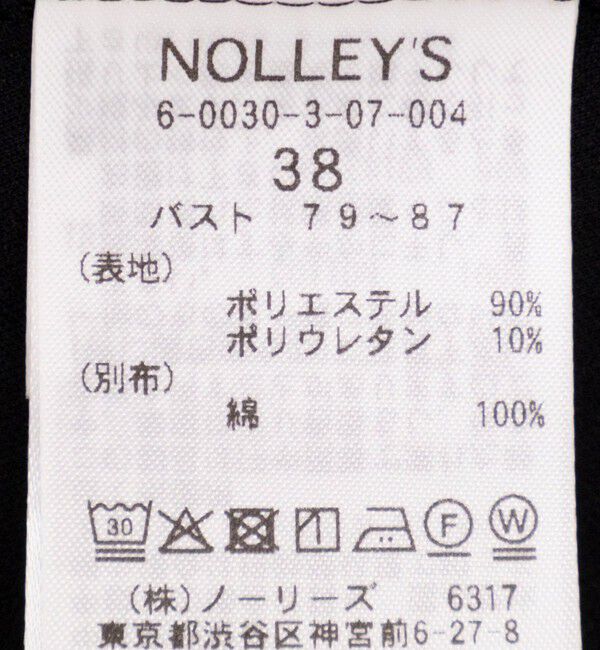 NOLLEY'S
6-0030-3-07-004
38
バスト 79~87
(表地)
ポリエステル 90%
ポリウレタン 10%
(別布)
綿 100%
30 F W
(株)ノーリーズ 6317
東京都渋谷区神宮前6-27-8